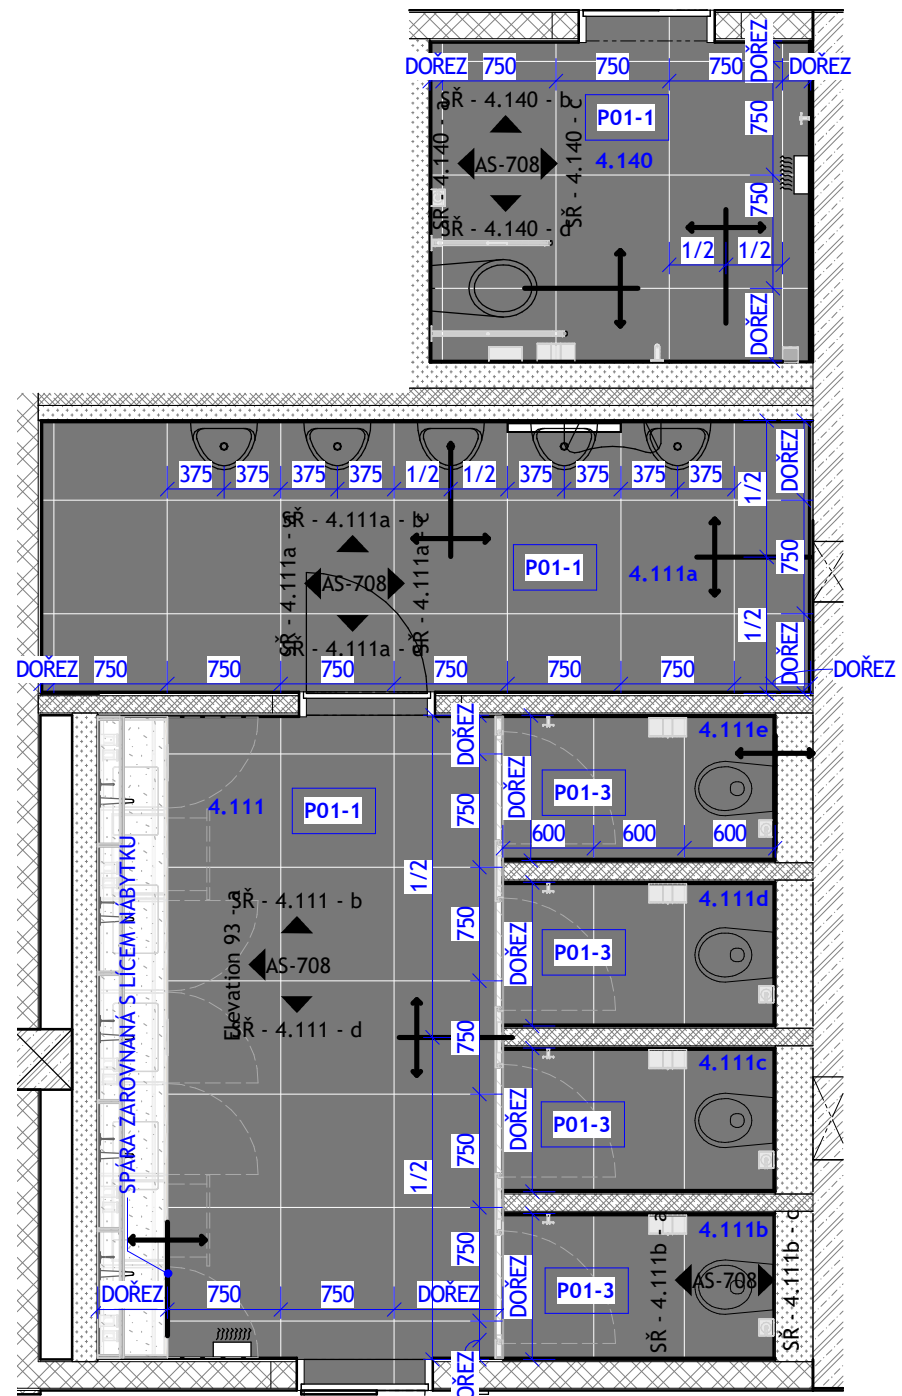 DOŘEZ
DOŘEZ 750 750 750 DOŘEZ
SŘ - 4.140 - b
P01-1
750
4.140
SŘ - 4.140 - a
AS-708
SŘ - 4.140 - c
SŘ - 4.140 - d
750
1/2 1/2
DOŘEZ
375 375 375 375 1/2 1/2 375 375 375 375
1/2
DOŘEZ
SŘ - 4.111a - b
SŘ - 4.111a - a
AS-708
SŘ - 4.111a - c
P01-1
4.111a
750
1/2
DOŘEZ
DOŘEZ 750 750 750 750 750 750 DOŘEZ
DOŘEZ
4.111e
4.111
P01-1
750
DOŘEZ
P01-3
600 600 600
1/2
SPÁRA ZAROVNANÁ S LÍCEM NÁBYTKU
Elevation 93 - a
SŘ - 4.111 - b
AS-708
SŘ - 4.111 - d
750
4.111d
DOŘEZ
P01-3
750
4.111c
DOŘEZ
P01-3
750
1/2
750
4.111b
DOŘEZ
P01-3
SŘ - 4.111b - a
AS-708
SŘ - 4.111b - c
DOŘEZ 750 750 DOŘEZ
DOŘEZ